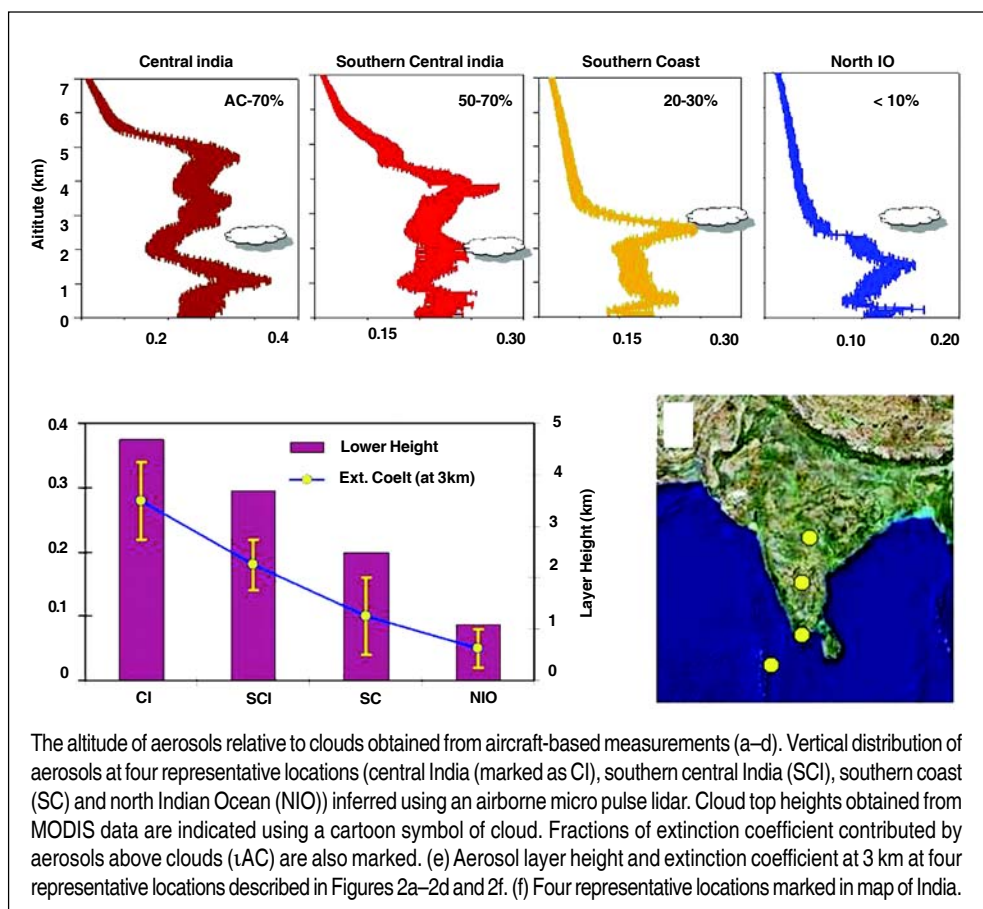 Central india
Southern Central india
Southern Coast
North IO
7
6
5
4
3
2
1
0
Altitute (km)
AC-70%
50-70%
20-30%
< 10%
0.2
0.4
0.15
0.30
0.15
0.30
0.10
0.20
0.4
0.3
0.2
0.1
0
Lower Height
Ext. Coelt (at 3km)
5
4
3
2
1
0
Layer Height (km)
CI
SCI
SC
NIO
The altitude of aerosols relative to clouds obtained from aircraft-based measurements (a–d). Vertical distribution of
aerosols at four representative locations (central India (marked as CI), southern central India (SCI), southern coast
(SC) and north Indian Ocean (NIO)) inferred using an airborne micro pulse lidar. Cloud top heights obtained from
MODIS data are indicated using a cartoon symbol of cloud. Fractions of extinction coefficient contributed by
aerosols above clouds (ιAC) are also marked. (e) Aerosol layer height and extinction coefficient at 3 km at four
representative locations described in Figures 2a–2d and 2f. (f) Four representative locations marked in map of India.